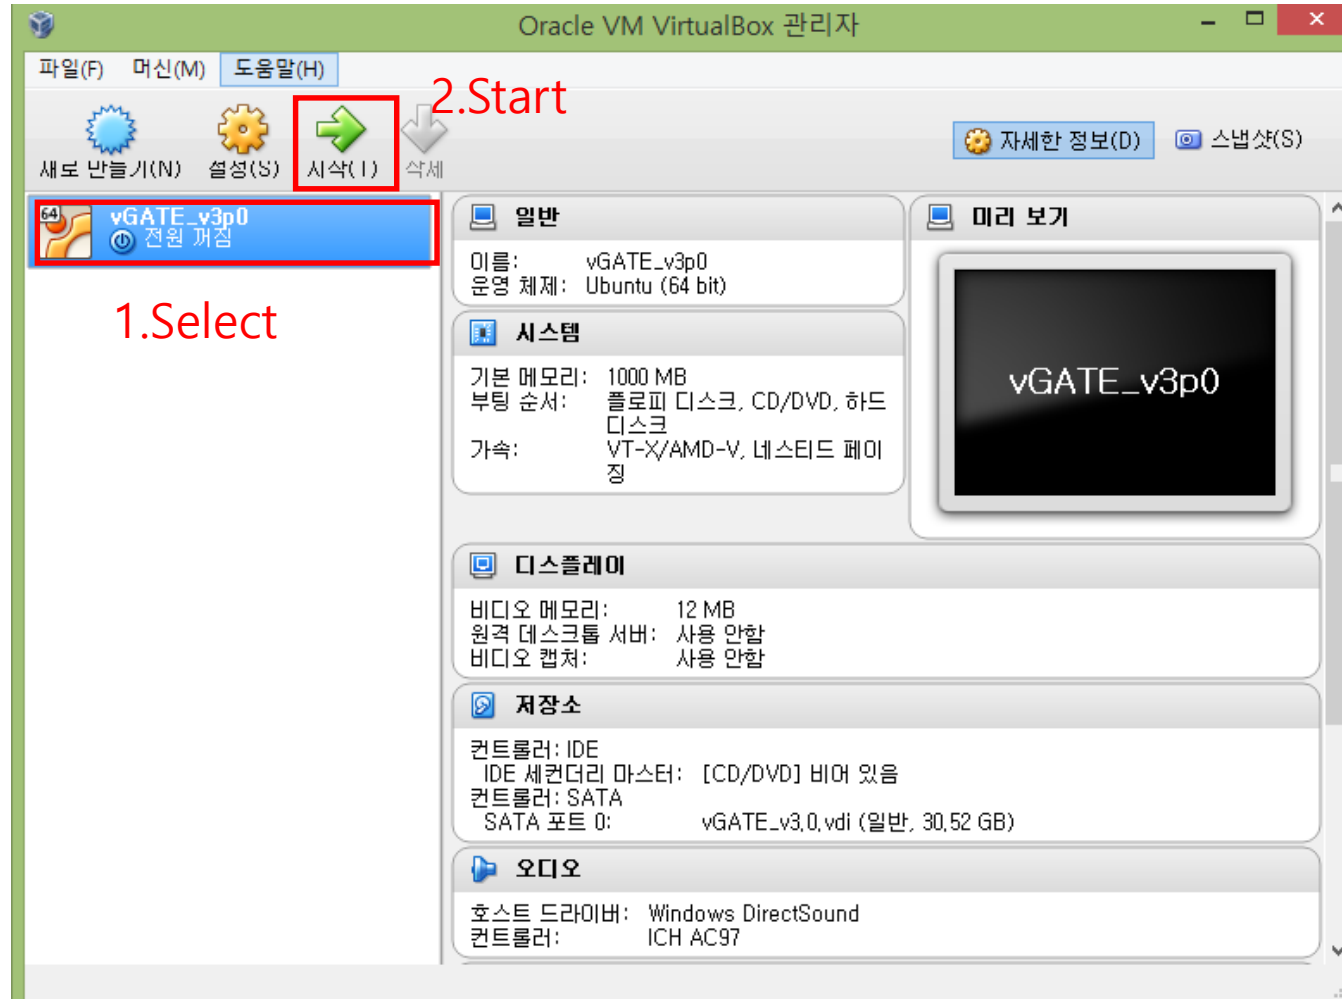 Oracle VM VirtualBox 관리자
파일(F) 머신(M) 도움말(H)
2.Start
새로 만들기(N) 설정(S) 시작(T) 삭제
자세한 정보(D) 스냅샷(S)
64 vGATE_v3p0
전원 꺼짐
1.Select
일반
이름: vGATE_v3p0
운영 체제: Ubuntu (64 bit)
시스템
기본 메모리: 1000 MB
부팅 순서: 플로피 디스크, CD/DVD, 하드
디스크
가속: VT-X/AMD-V, 네스티드 페이
징
미리 보기
vGATE_v3p0
디스플레이
비디오 메모리: 12 MB
원격 데스크톱 서버: 사용 안함
비디오 캡처: 사용 안함
저장소
컨트롤러: IDE
IDE 세컨더리 마스터: [CD/DVD] 비어 있음
컨트롤러: SATA
SATA 포트 0: vGATE_v3.0.vdi (일반, 30.52 GB)
오디오
호스트 드라이버: Windows DirectSound
컨트롤러: ICH AC97